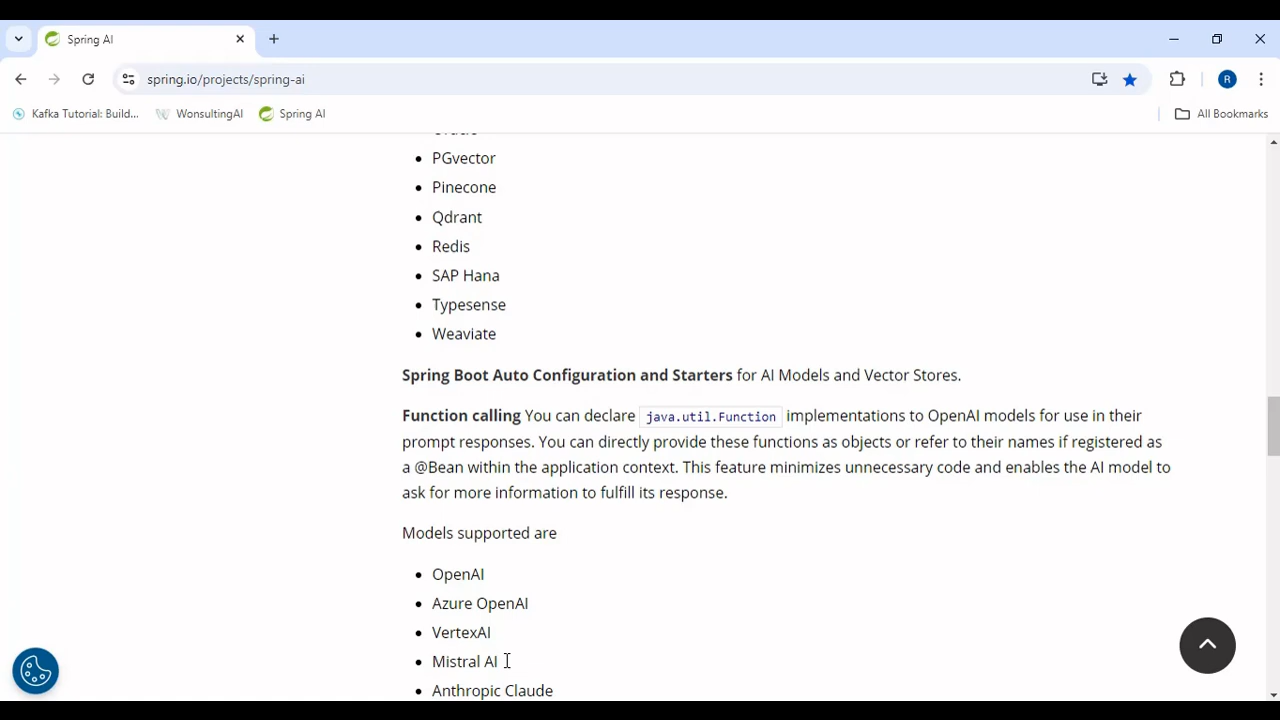 Spring AI
spring.io/projects/spring-ai
R
Kafka Tutorial: Build...
WonsultingAI
Spring AI
All Bookmarks
PGvector
Pinecone
Qdrant
Redis
SAP Hana
Typesense
Weaviate
Spring Boot Auto Configuration and Starters for AI Models and Vector Stores.
Function calling You can declare java.util.Function implementations to OpenAI models for use in their
prompt responses. You can directly provide these functions as objects or refer to their names if registered as
a @Bean within the application context. This feature minimizes unnecessary code and enables the AI model to
ask for more information to fulfill its response.
Models supported are
OpenAI
Azure OpenAI
VertexAI
Mistral AI
Anthropic Claude